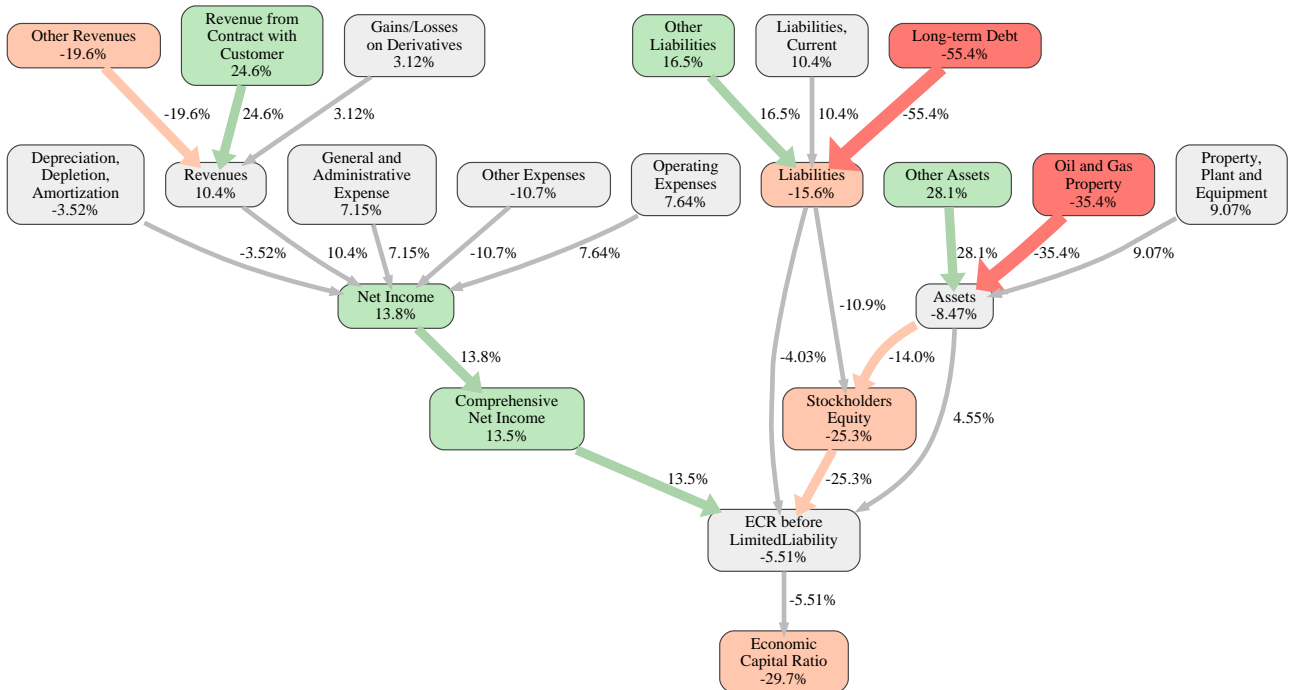 Other Revenues
-19.6%
Revenue from
Contract with
Customer
24.6%
Gains/Losses
on Derivatives
3.12%
Other
Liabilities
16.5%
Liabilities,
Current
10.4%
Long-term Debt
-55.4%
-19.6%
24.6%
3.12%
16.5%
10.4%
-55.4%
Depreciation,
Depletion,
Amortization
-3.52%
Revenues
10.4%
General and
Administrative
Expense
7.15%
Other Expenses
-10.7%
Operating
Expenses
7.64%
Liabilities
-15.6%
Other Assets
28.1%
Oil and Gas
Property
-35.4%
Property,
Plant and
Equipment
9.07%
-3.52%
10.4%
7.15%
-10.7%
7.64%
28.1%
-35.4%
9.07%
Net Income
13.8%
-10.9%
Assets
-8.47%
13.8%
-4.03%
-14.0%
4.55%
Comprehensive
Net Income
13.5%
Stockholders
Equity
-25.3%
13.5%
-25.3%
ECR before
LimitedLiability
-5.51%
-5.51%
Economic
Capital Ratio
-29.7%